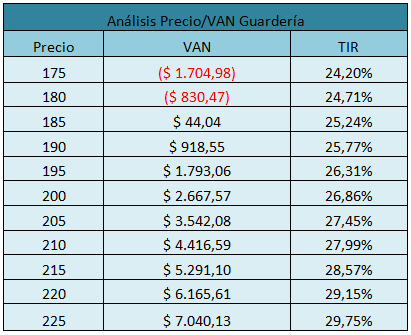 Análisis Precio/VAN Guardería
Precio VAN TIR
175 ($ 1.704,98) 24,20%
180 ($ 830,47) 24,71%
185 $ 44,04 25,24%
190 $ 918,55 25,77%
195 $ 1.793,06 26,31%
200 $ 2.667,57 26,86%
205 $ 3.542,08 27,45%
210 $ 4.416,59 27,99%
215 $ 5.291,10 28,57%
220 $ 6.165,61 29,15%
225 $ 7.040,13 29,75%